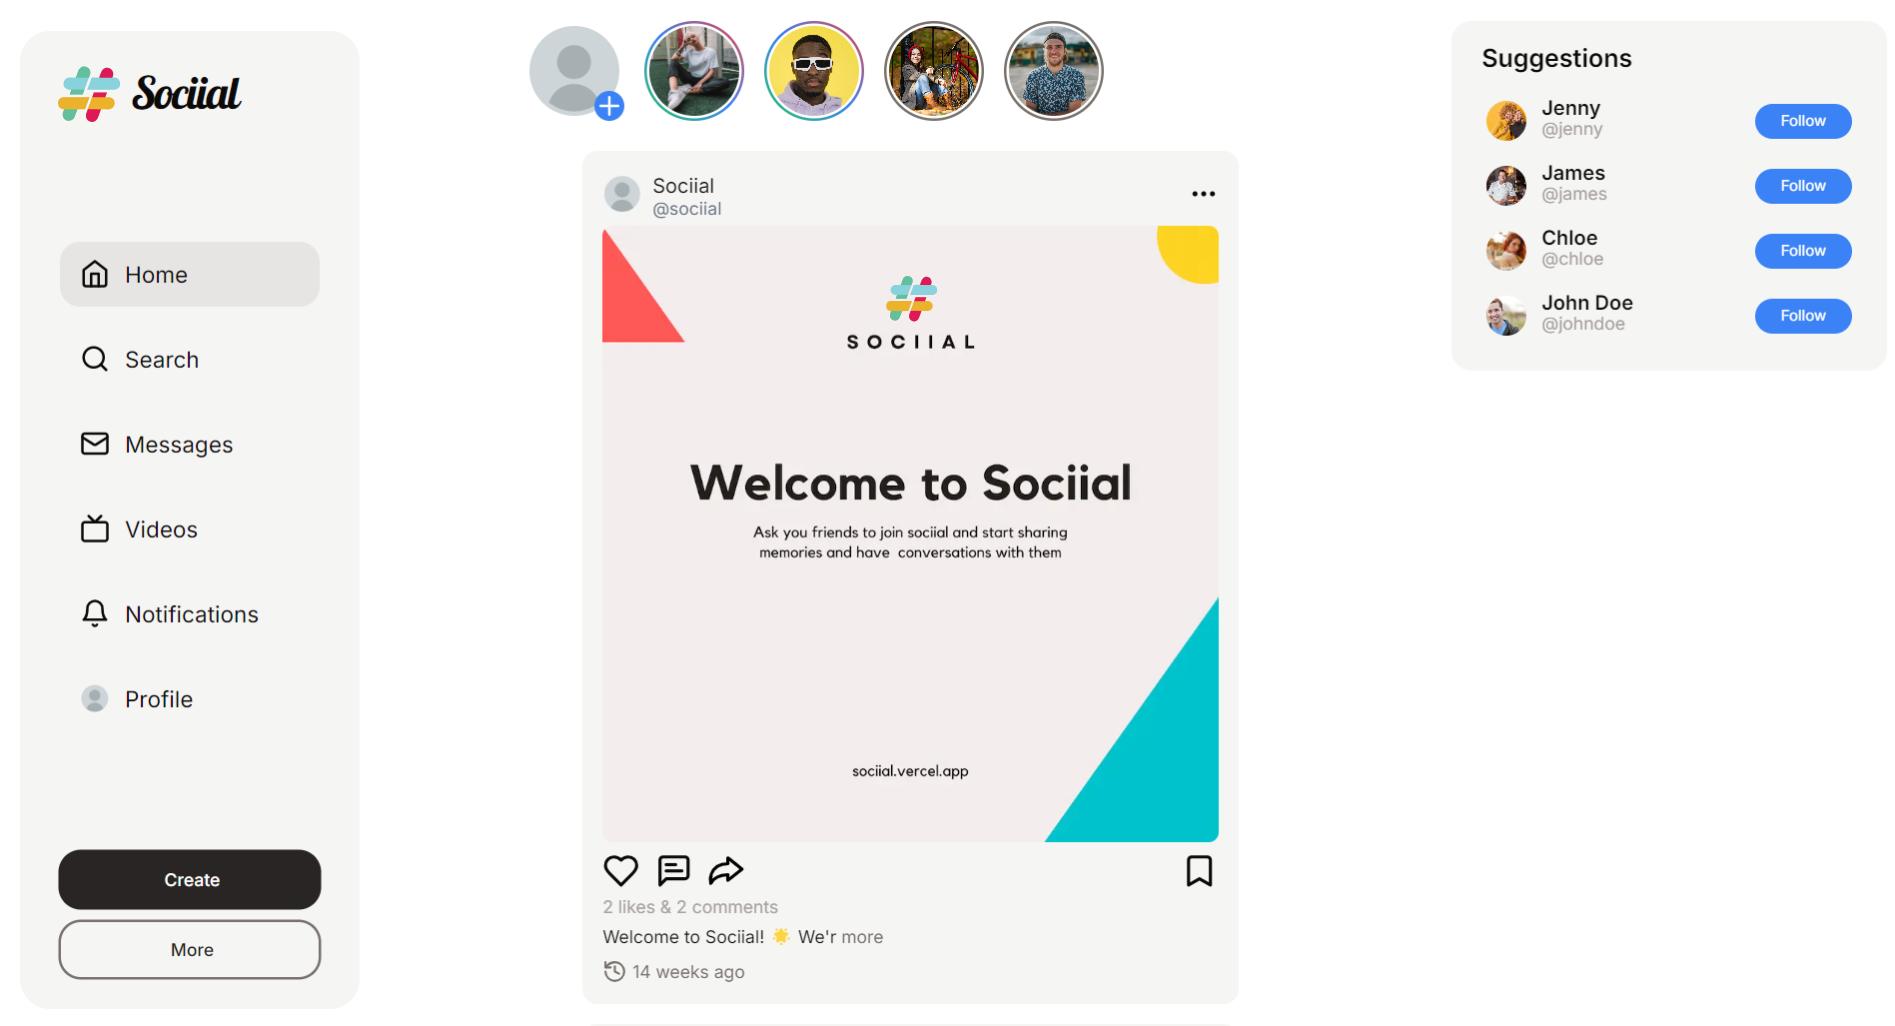 Sociial
Home
Search
Messages
Videos
Notifications
Profile
Create
More
Sociial
@sociial
SOCIIAL
Welcome to Sociial
Ask you friends to join sociial and start sharing
memories and have conversations with them
sociial.vercel.app
2 likes & 2 comments
Welcome to Sociial! 🌟 We'r more
14 weeks ago
Suggestions
Jenny
@jenny
Follow
James
@james
Follow
Chloe
@chloe
Follow
John Doe
@johndoe
Follow